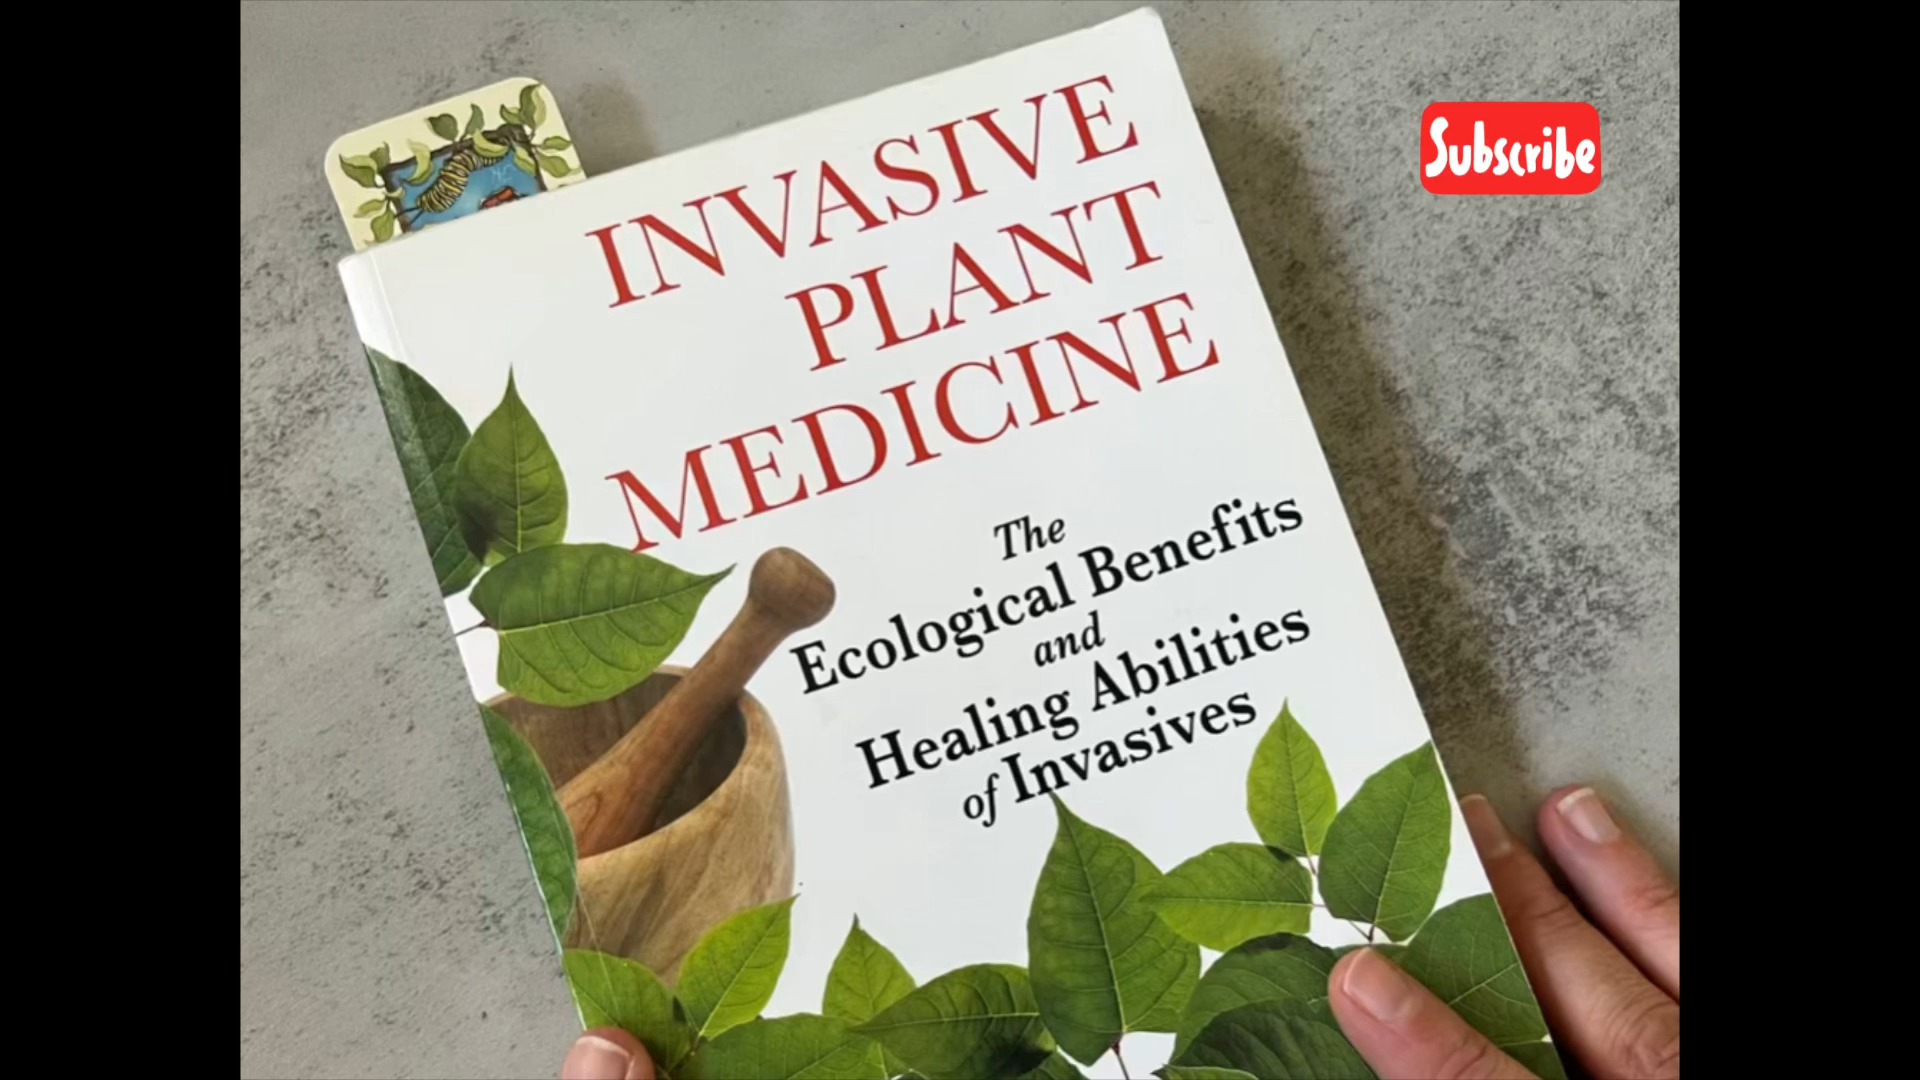 INVASIVE
PLANT
MEDICINE
The
Ecological Benefits
and
Healing Abilities
of Invasives
Subscribe